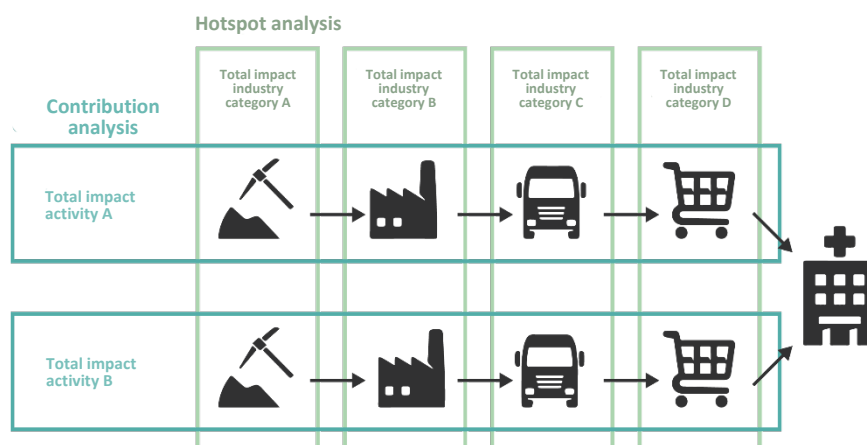 Hotspot analysis
Total impact
industry
category A
Total impact
industry
category B
Total impact
industry
category C
Total impact
industry
category D
Contribution
analysis
Total impact
activity A
Total impact
activity B